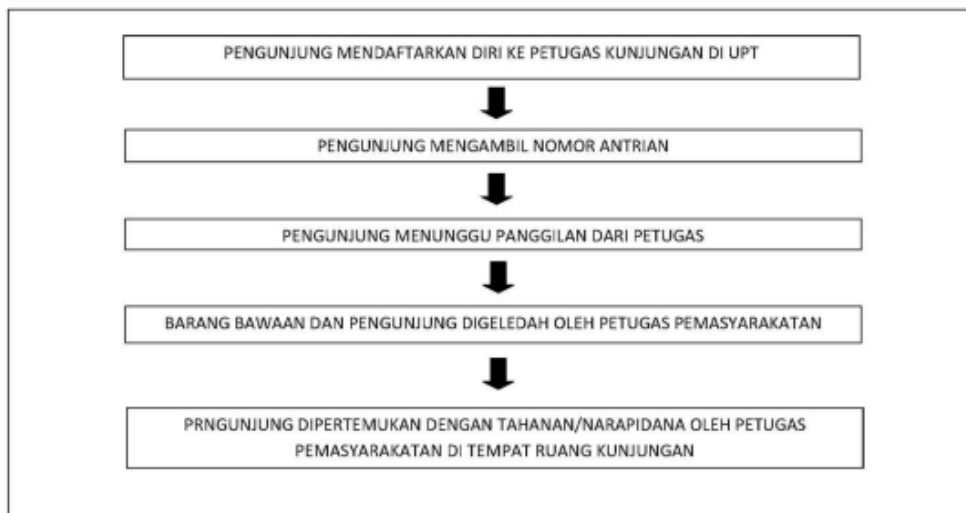 PENGUNJUNG MENDAFTARKAN DIRI KE PETUGAS KUNJUNGAN DI UPT
PENGUNJUNG MENGAMBIL NOMOR ANTRIAN
PENGUNJUNG MENUNGGU PANGGILAN DARI PETUGAS
BARANG BAWAAN DAN PENGUNJUNG DIGELEDAH OLEH PETUGAS PEMASYARAKATAN
PRNGUNJUNG DIPERTEMUKAN DENGAN TAHANAN/NARAPIDANA OLEH PETUGAS
PEMASYARAKATAN DI TEMPAT RUANG KUNJUNGAN